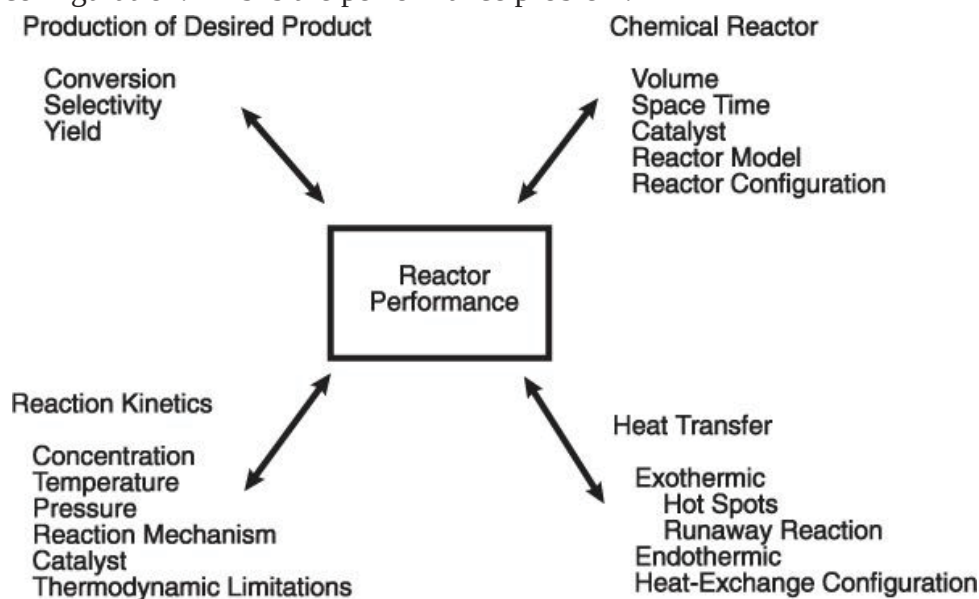 Production of Desired Product
Conversion
Selectivity
Yield
Chemical Reactor
Volume
Space Time
Catalyst
Reactor Model
Reactor Configuration
Reactor
Performance
Reaction Kinetics
Concentration
Temperature
Pressure
Reaction Mechanism
Catalyst
Thermodynamic Limitations
Heat Transfer
Exothermic
Hot Spots
Runaway Reaction
Endothermic
Heat-Exchange Configuration